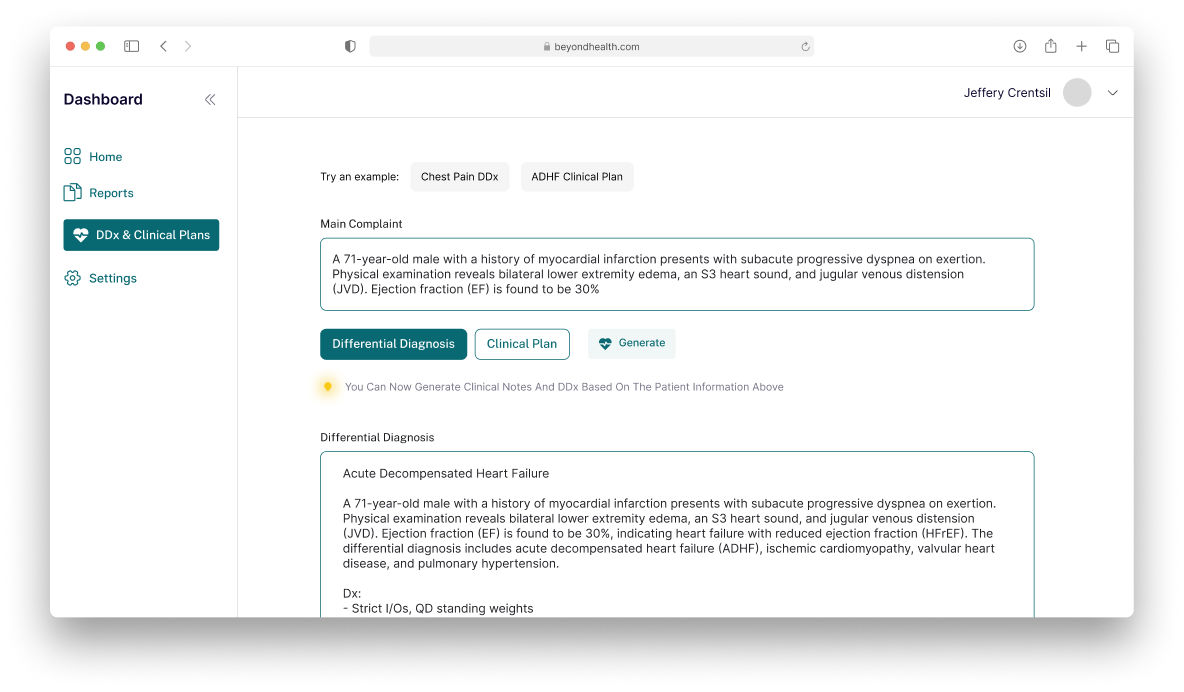 beyondhealth.com
Dashboard
Jeffery Crentsil
Home
Reports
DDx & Clinical Plans
Settings
Try an example:
Chest Pain DDx
ADHF Clinical Plan
Main Complaint
A 71-year-old male with a history of myocardial infarction presents with subacute progressive dyspnea on exertion.
Physical examination reveals bilateral lower extremity edema, an S3 heart sound, and jugular venous distension
(JVD). Ejection fraction (EF) is found to be 30%
Differential Diagnosis
Clinical Plan
Generate
You Can Now Generate Clinical Notes And DDx Based On The Patient Information Above
Differential Diagnosis
Acute Decompensated Heart Failure
A 71-year-old male with a history of myocardial infarction presents with subacute progressive dyspnea on exertion.
Physical examination reveals bilateral lower extremity edema, an S3 heart sound, and jugular venous distension
(JVD). Ejection fraction (EF) is found to be 30%, indicating heart failure with reduced ejection fraction (HFrEF). The
differential diagnosis includes acute decompensated heart failure (ADHF), ischemic cardiomyopathy, valvular heart
disease, and pulmonary hypertension.
Dx:
- Strict I/Os, QD standing weights